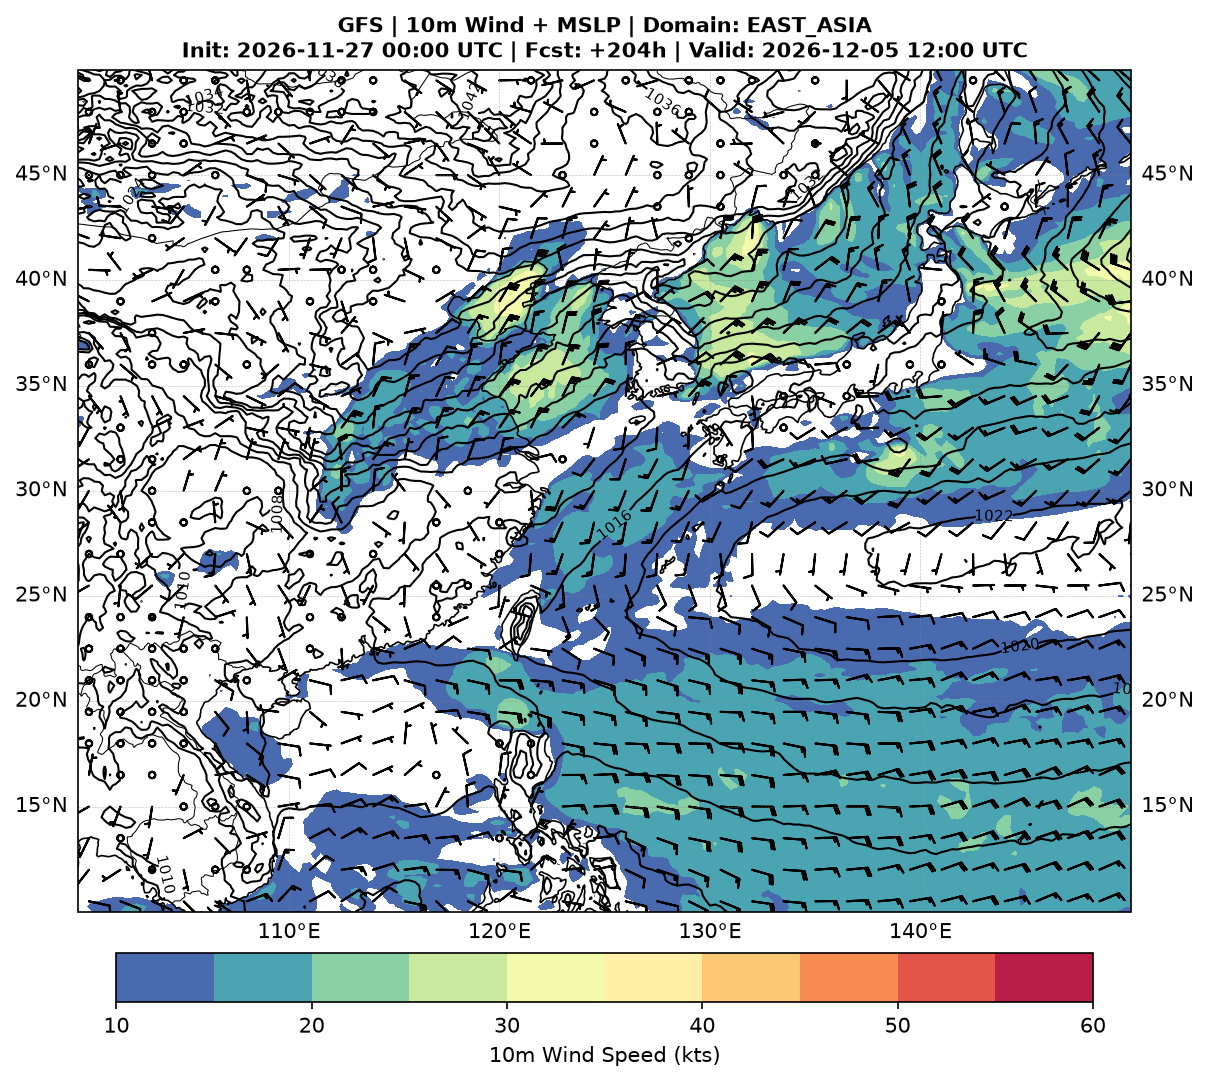 GFS | 10m Wind + MSLP | Domain: EAST_ASIA
Init: 2026-11-27 00:00 UTC | Fcst: +204h | Valid: 2026-12-05 12:00 UTC
1036
1042
45°N 45°N
40°N 40°N
35°N 35°N
30°N 30°N
1008
1016
1022
25°N 25°N
1010
1020
20°N 20°N
15°N 15°N
1010
110°E 120°E 130°E 140°E
10 20 30 40 50 60
10m Wind Speed (kts)